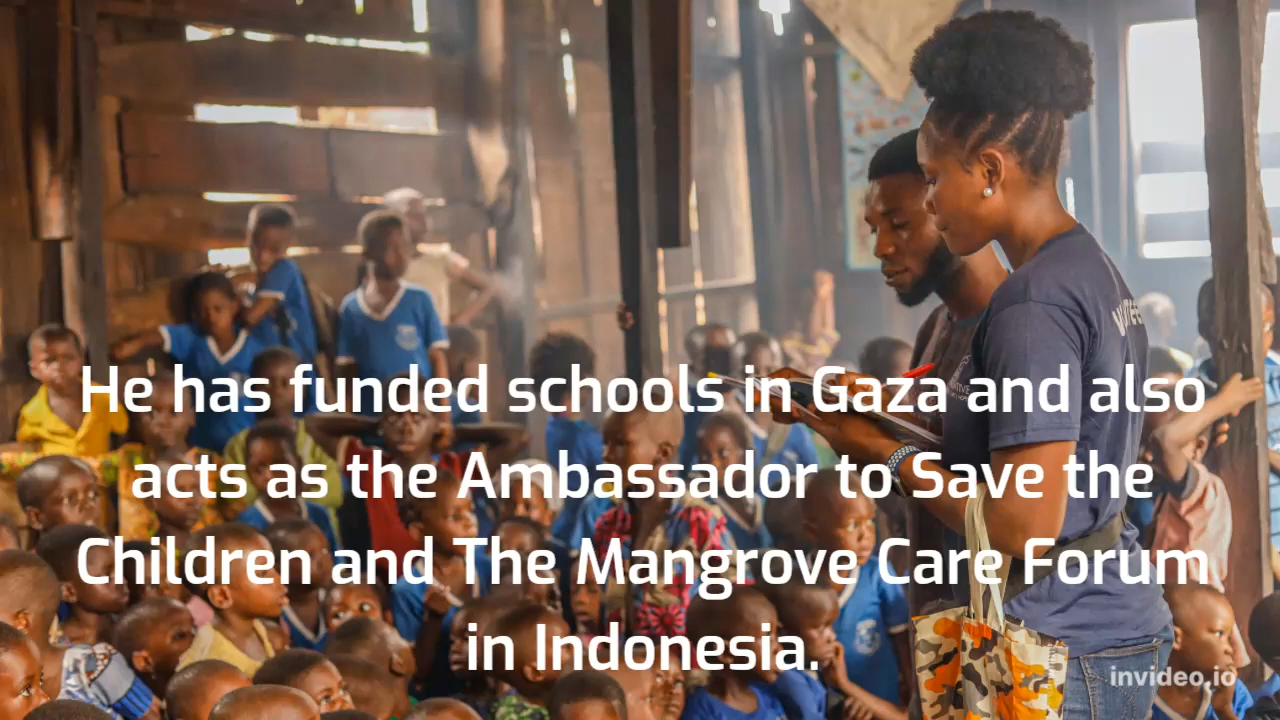 He has funded schools in Gaza and also
acts as the Ambassador to Save the
Children and The Mangrove Care Forum
in Indonesia.
invideo.io